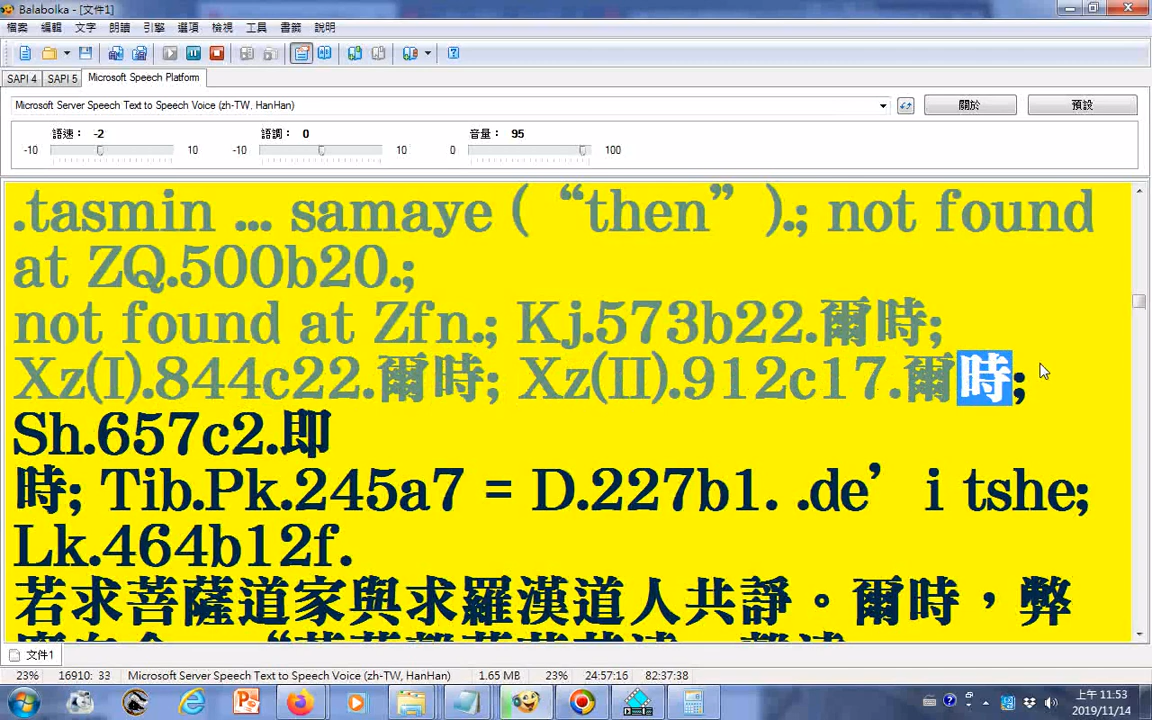 Balabolka - [文件1]
檔案 編輯 文字 朗讀 引擎 選項 檢視 工具 書籤 說明
SAPI 4 SAPI 5 Microsoft Speech Platform
Microsoft Server Speech Text to Speech Voice (zh-TW, HanHan) 關於 預設
語速： -2 語調： 0 音量： 95
-10 10 -10 10 0 100
.tasmin ... samaye (“then”).; not found
at ZQ.500b20.;
not found at Zfn.; Kj.573b22.爾時;
Xz(I).844c22.爾時; Xz(II).912c17.爾時;
Sh.657c2.即
時; Tib.Pk.245a7 = D.227b1. .de’i tshe;
Lk.464b12f.
若求菩薩道家與求羅漢道人共諍。爾時，弊
文件1
23% 16910: 33 Microsoft Server Speech Text to Speech Voice (zh-TW, HanHan) 1.65 MB 23% 24:57:16 82:37:38
上午 11:53
2019/11/14